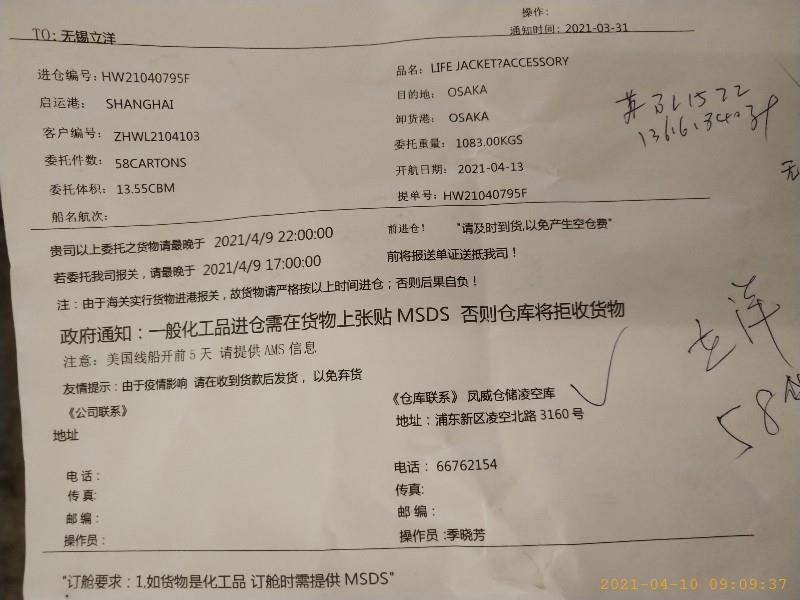 操作:
TO: 无锡立洋
通知时间: 2021-03-31
进仓编号: HW21040795F
品名: LIFE JACKET?ACCESSORY
启运港: SHANGHAI
目的地: OSAKA
客户编号: ZHWL2104103
卸货港: OSAKA
委托件数: 58CARTONS
委托重量: 1083.00KGS
委托体积: 13.55CBM
开航日期: 2021-04-13
船名航次:
提单号: HW21040795F
贵司以上委托之货物请最晚于 2021/4/9 22:00:00 前进仓! "请及时到货,以免产生空仓费"
若委托我司报关,请最晚于 2021/4/9 17:00:00 前将报送单证送抵我司!
注:由于海关实行货物进港报关,故货物请严格按以上时间进仓;否则后果自负!
政府通知:一般化工品进仓需在货物上张贴 MSDS 否则仓库将拒收货物
注意: 美国线船开前 5 天 请提供 AMS 信息
友情提示:由于疫情影响 请在收到货款后发货, 以免弃货
《公司联系》
《仓库联系》 凤威仓储凌空库
地址
地址:浦东新区凌空北路 3160 号
电话:
电话: 66762154
传真:
传真:
邮编:
邮编:
操作员:
操作员:季晓芳
"订舱要求:1,如货物是化工品 订舱时需提供 MSDS"
立洋
58
2021-04-10 09:09:37